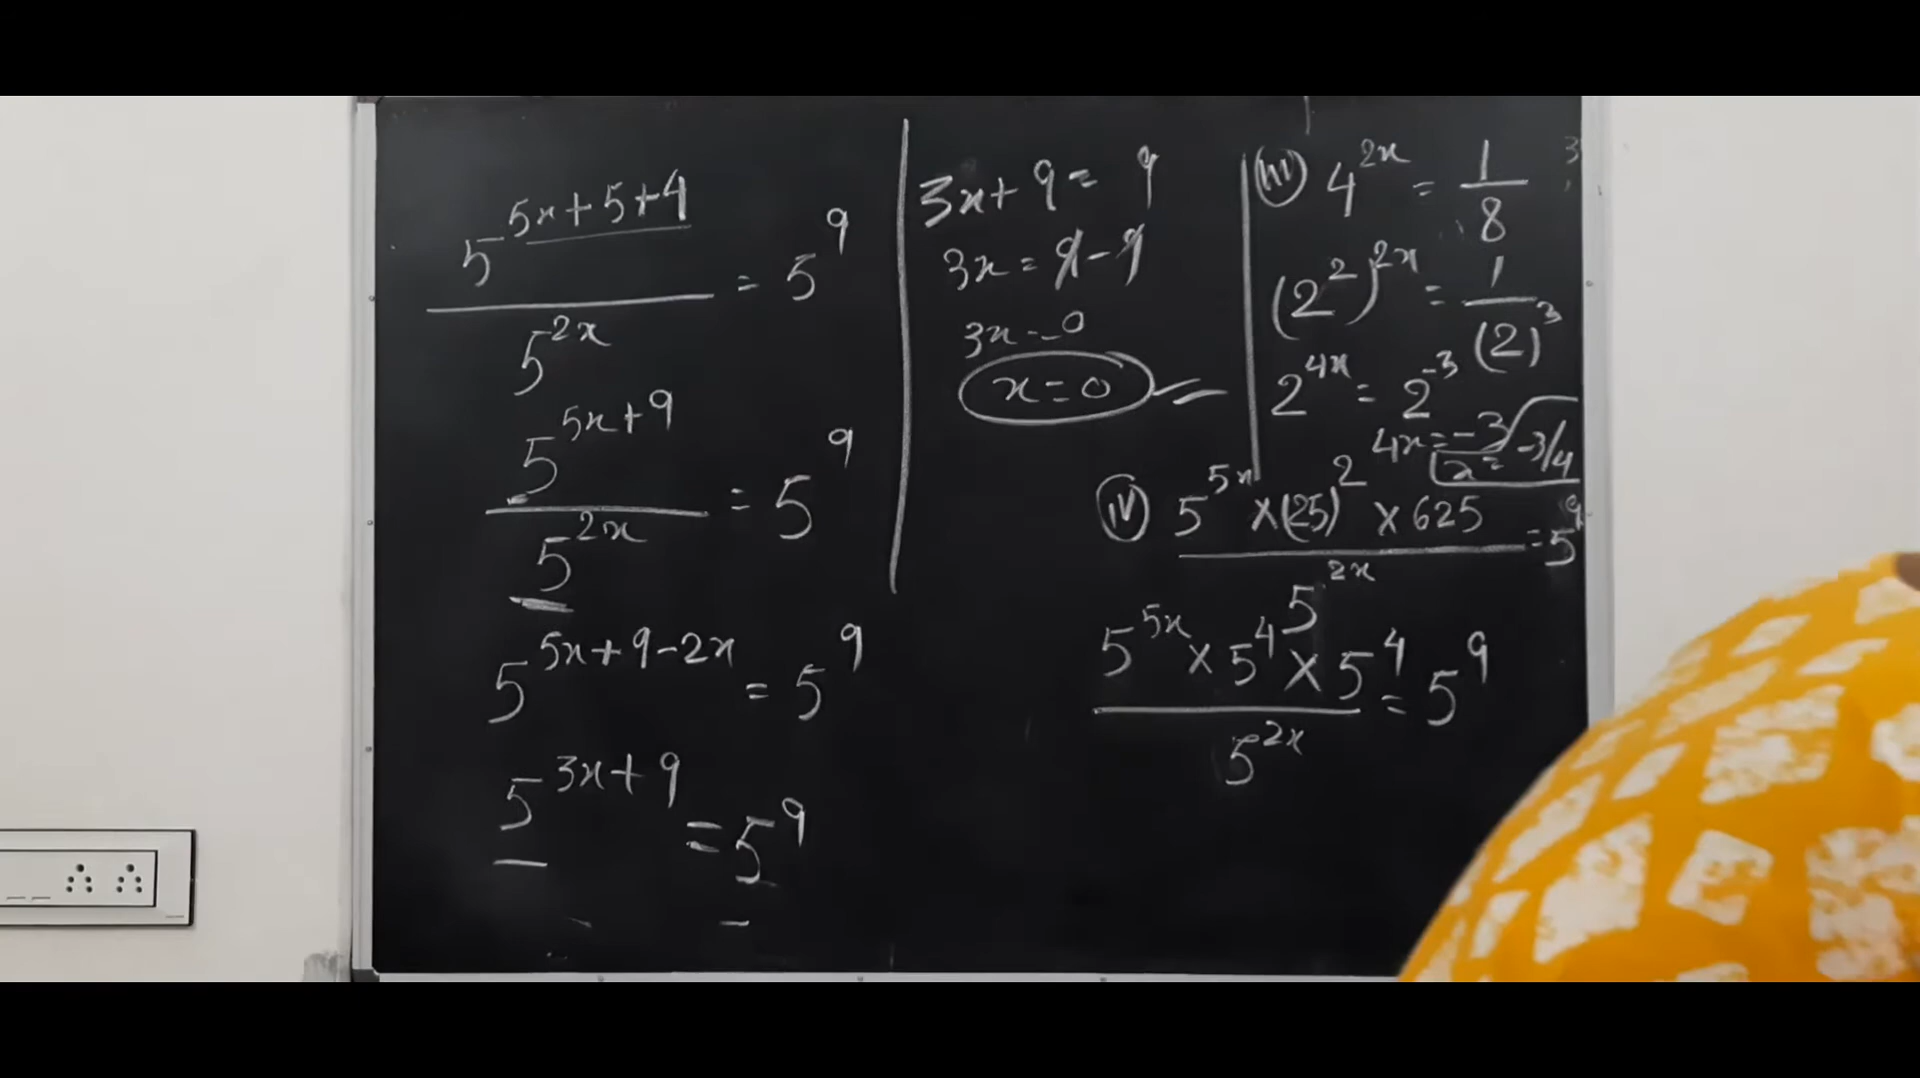 5^{5x+5+4} / 5^{2x} = 5^9
5^{5x+9} / 5^{2x} = 5^9
5^{5x+9-2x} = 5^9
5^{3x+9} = 5^9
3x+9 = 9
3x = 9-9
3x = 0
x = 0
(iii) 4^{2x} = 1/8
(2^2)^{2x} = 1/(2)^3
2^{4x} = 2^{-3}
4x = -3
x = -3/4
(iv) 5^{5x} × (25)^2 × 625 / 5^{2x} = 5^9
5^{5x} × 5^4 × 5^4 / 5^{2x} = 5^9